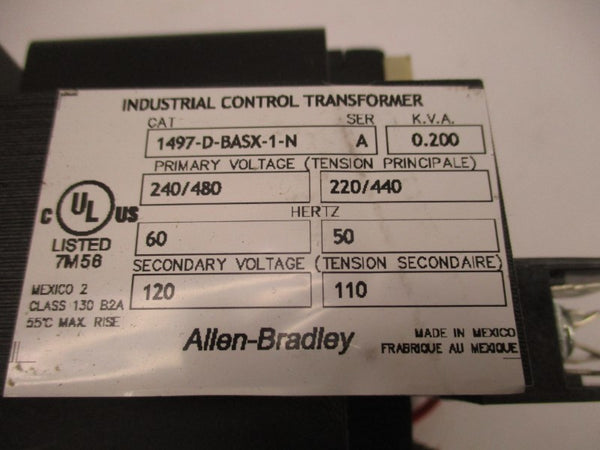 INDUSTRIAL CONTROL TRANSFORMER
CAT SER K.V.A.
1497-D-BASX-1-N A 0.200
PRIMARY VOLTAGE (TENSION PRINCIPALE)
240/480 220/440
HERTZ
60 50
SECONDARY VOLTAGE (TENSION SECONDAIRE)
120 110
C UL US
LISTED
7M58
MEXICO 2
CLASS 130 B2A
55°C MAX. RISE
Allen-Bradley
MADE IN MEXICO
FRABRIQUE AU MEXIQUE